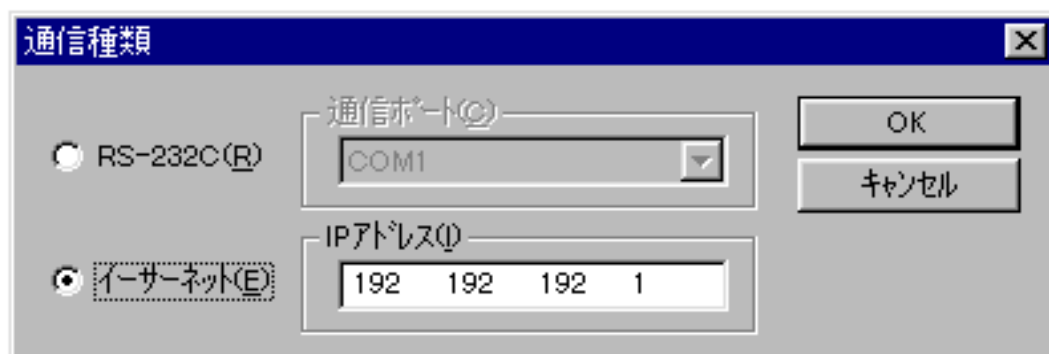 通信種類
RS-232C(R)
通信ポート(C)
COM1
OK
キャンセル
イーサーネット(E)
IPアドレス(I)
192 192 192 1